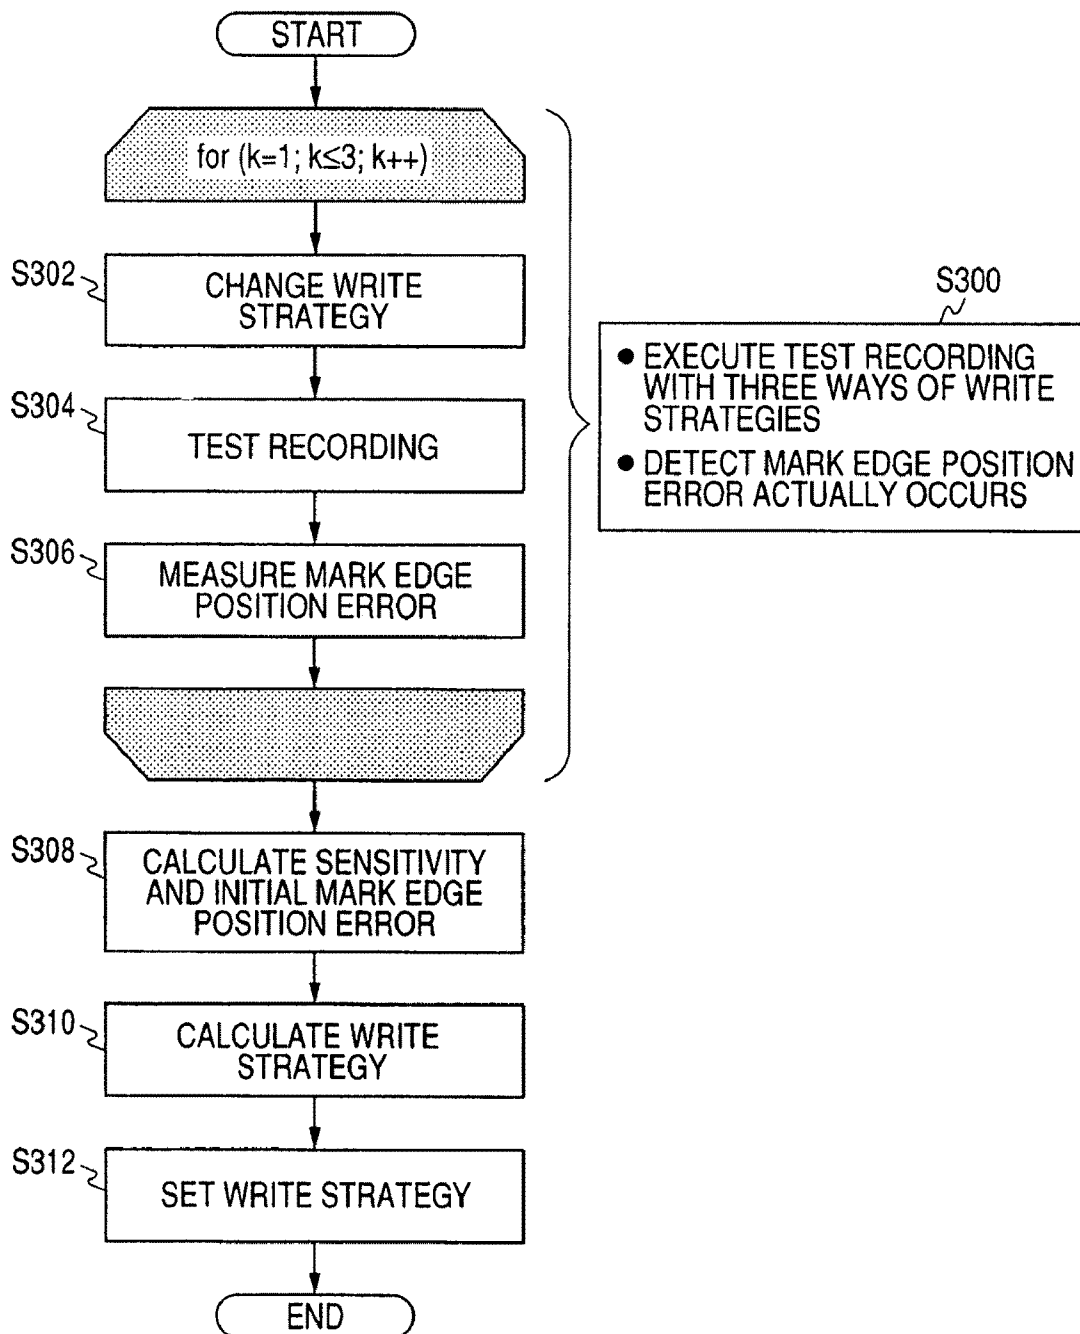 START
for (k=1; k≤3; k++)
S302
CHANGE WRITE
STRATEGY
S304
TEST RECORDING
S306
MEASURE MARK EDGE
POSITION ERROR
S300
● EXECUTE TEST RECORDING
WITH THREE WAYS OF WRITE
STRATEGIES
● DETECT MARK EDGE POSITION
ERROR ACTUALLY OCCURS
S308
CALCULATE SENSITIVITY
AND INITIAL MARK EDGE
POSITION ERROR
S310
CALCULATE WRITE
STRATEGY
S312
SET WRITE STRATEGY
END